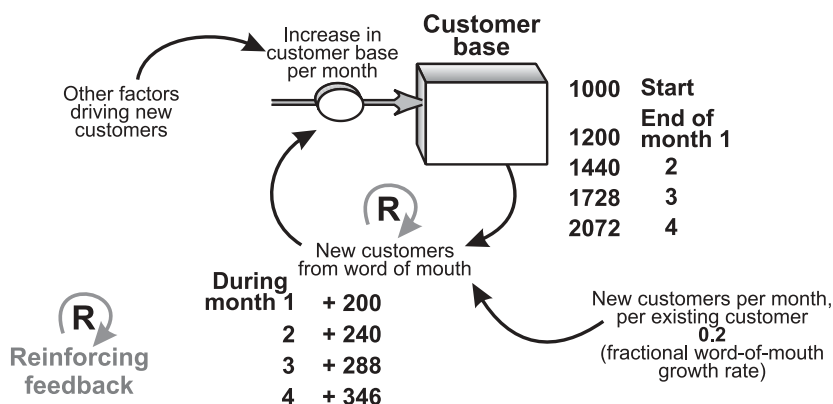 Increase in
customer base
per month
Customer
base
Other factors
driving new
customers
1000 Start
End of
1200 month 1
1440 2
1728 3
2072 4
R
New customers
from word of mouth
During
month 1 + 200
2 + 240
3 + 288
4 + 346
New customers per month,
per existing customer
0.2
(fractional word-of-mouth
growth rate)
R
Reinforcing
feedback